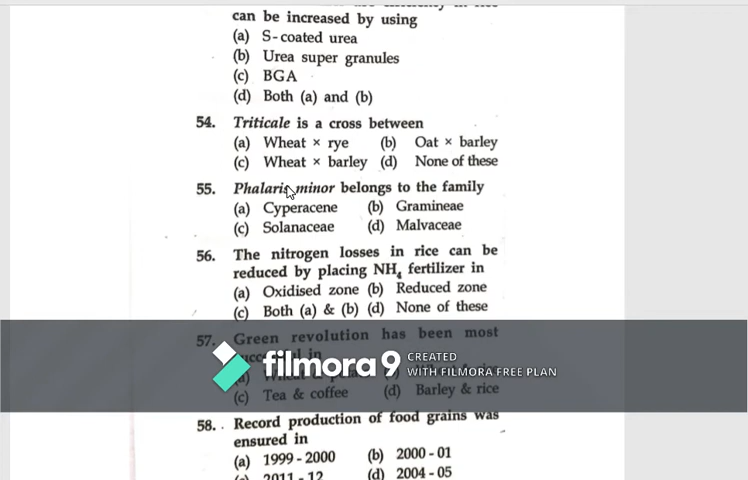 can be increased by using
(a) S-coated urea
(b) Urea super granules
(c) BGA
(d) Both (a) and (b)
54. Triticale is a cross between
(a) Wheat × rye (b) Oat × barley
(c) Wheat × barley (d) None of these
55. Phalaris minor belongs to the family
(a) Cyperacene (b) Gramineae
(c) Solanaceae (d) Malvaceae
56. The nitrogen losses in rice can be
reduced by placing NH4 fertilizer in
(a) Oxidised zone (b) Reduced zone
(c) Both (a) & (b) (d) None of these
57. Green revolution has been most
in
filmora9 CREATED
WITH FILMORA FREE PLAN
(c) Tea & coffee (d) Barley & rice
58. Record production of food grains was
ensured in
(a) 1999 - 2000 (b) 2000 - 01
2011 - 12 (d) 2004 - 05